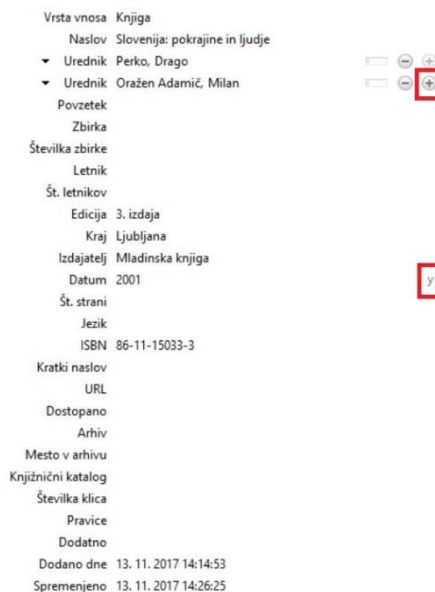 Vrsta vnosa Knjiga
Naslov Slovenija: pokrajine in ljudje
Urednik Perko, Drago
Urednik Oražen Adamič, Milan
Povzetek
Zbirka
Številka zbirke
Letnik
Št. letnikov
Edicija 3. izdaja
Kraj Ljubljana
Izdajatelj Mladinska knjiga
Datum 2001 y
Št. strani
Jezik
ISBN 86-11-15033-3
Kratki naslov
URL
Dostopano
Arhiv
Mesto v arhivu
Knjižnični katalog
Številka klica
Pravice
Dodatno
Dodano dne 13. 11. 2017 14:14:53
Spremenjeno 13. 11. 2017 14:26:25